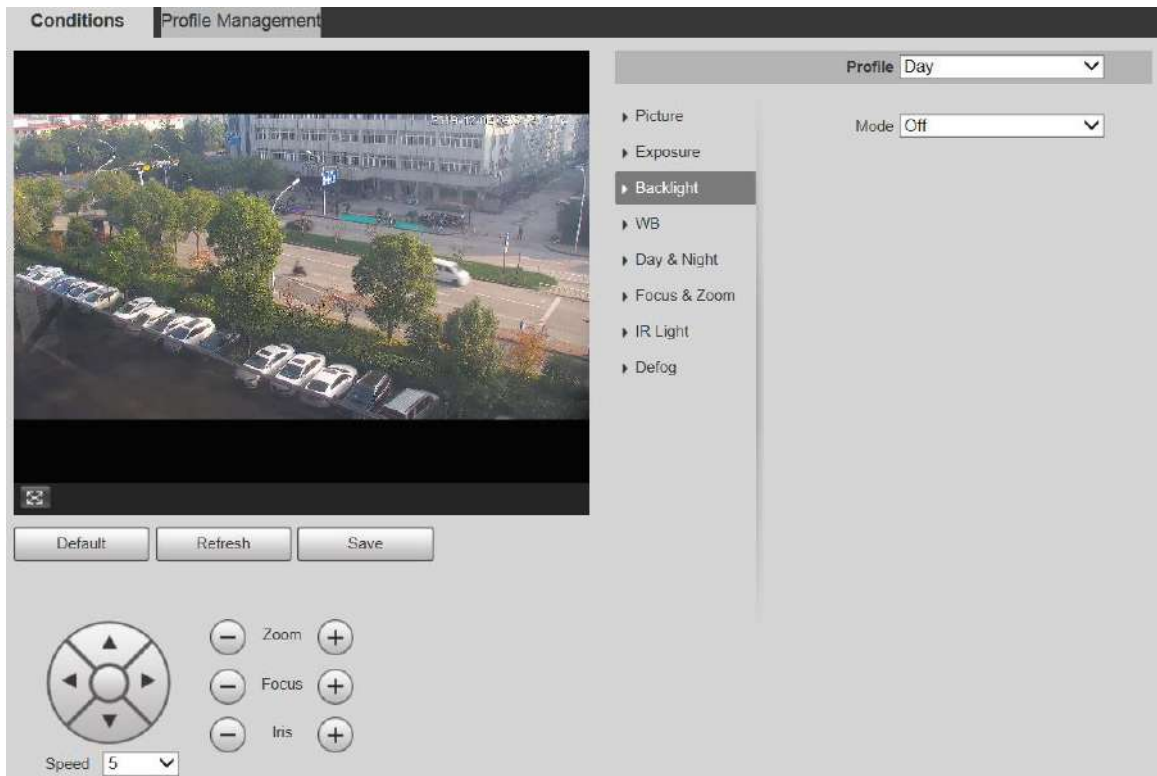 Conditions
Profile Management
Profile Day
Picture
Mode Off
Exposure
Backlight
WB
Day & Night
Focus & Zoom
IR Light
Defog
Default
Refresh
Save
Zoom
Focus
Iris
Speed 5